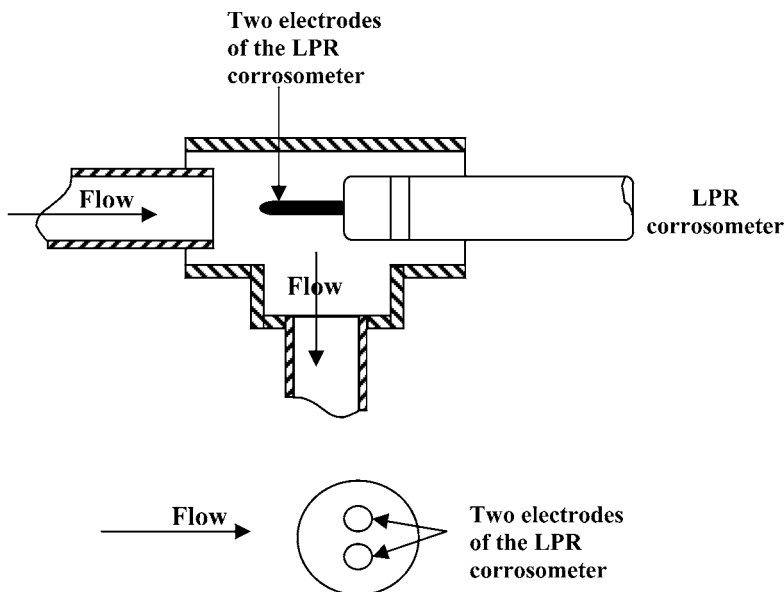 Two electrodes
of the LPR
corrosometer
Flow
LPR
corrosometer
Flow
Flow
Two electrodes
of the LPR
corrosometer